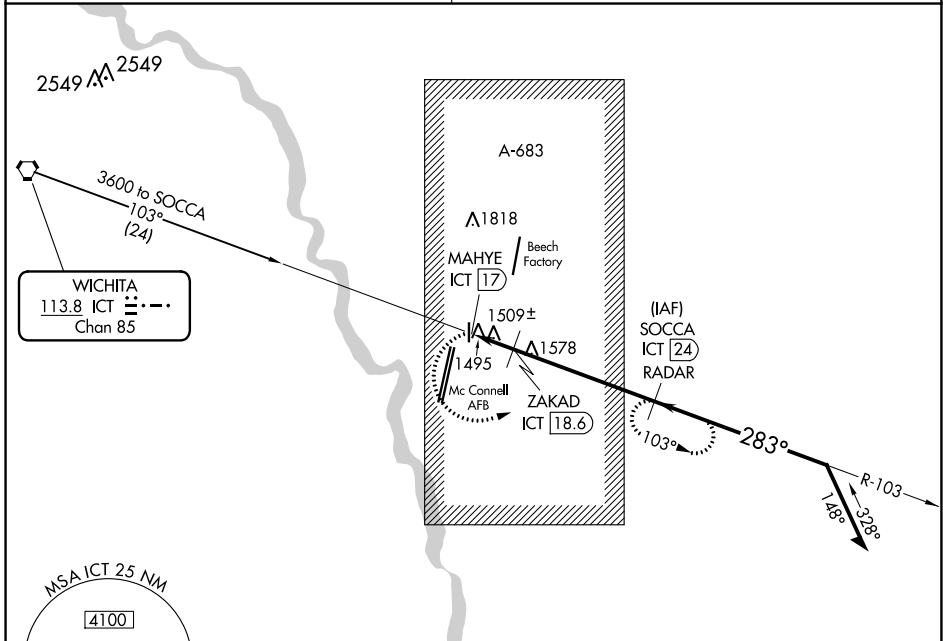 2549 2549
A-683
3600 to SOCCA
103°
(24)
1818
Beech
Factory
MAHYE
ICT 17
WICHITA
113.8 ICT
Chan 85
1509±
(IAF)
SOCCA
ICT 24
RADAR
1578
1495
Mc Connell
AFB
ZAKAD
ICT 18.6
103°
283°
R-103
148°
328°
MSA ICT 25 NM
4100